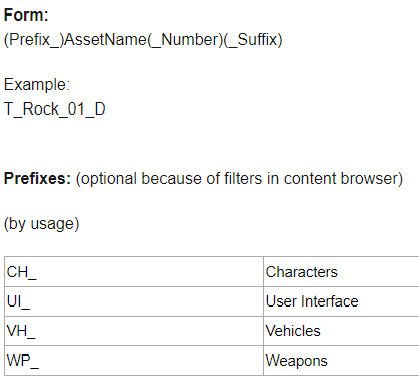 Form:
(Prefix_)AssetName(_Number)(_Suffix)
Example:
T_Rock_01_D
Prefixes: (optional because of filters in content browser)
(by usage)
CH_ Characters
UI_ User Interface
VH_ Vehicles
WP_ Weapons